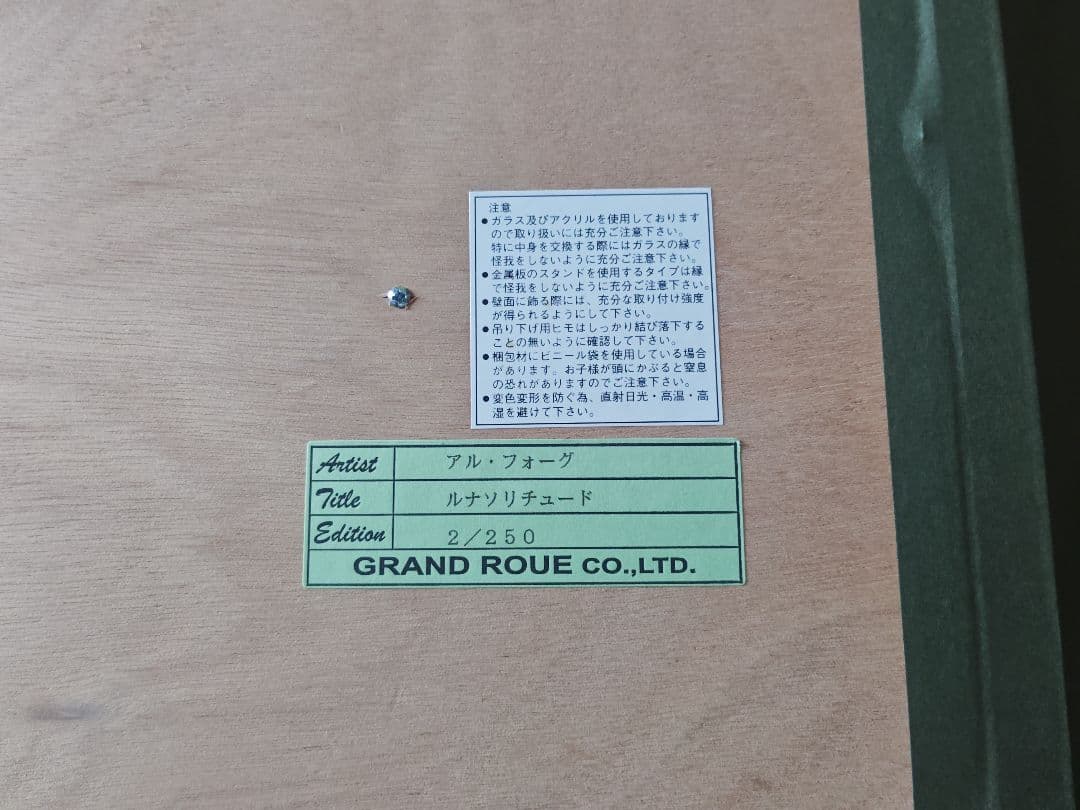 注意
●ガラス及びアクリルを使用しております
ので取り扱いには充分ご注意下さい。
特に中身を交換する際にはガラスの縁で
怪我をしないように充分ご注意下さい。
●金属板のスタンドを使用するタイプは縁
で怪我をしないように充分ご注意下さい。
●壁面に飾る際には、充分な取り付け強度
が得られるようにして下さい。
●吊り下げ用ヒモはしっかり結び落下する
ことの無いように確認して下さい。
●梱包材にビニール袋を使用している場合
があります。お子様が頭にかぶると窒息
の恐れがありますのでご注意下さい。
●変色変形を防ぐ為、直射日光・高温・高
湿を避けて下さい。
Artist アル・フォーグ
Title ルナソリチュード
Edition 2／250
GRAND ROUE CO.,LTD.